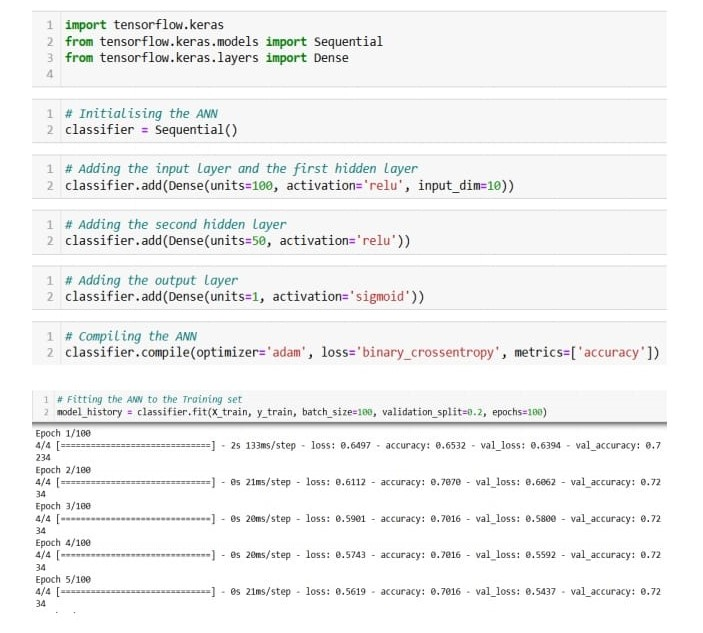 1 import tensorflow.keras
2 from tensorflow.keras.models import Sequential
3 from tensorflow.keras.layers import Dense
4
1 # Initialising the ANN
2 classifier = Sequential()
1 # Adding the input layer and the first hidden layer
2 classifier.add(Dense(units=100, activation='relu', input_dim=10))
1 # Adding the second hidden layer
2 classifier.add(Dense(units=50, activation='relu'))
1 # Adding the output layer
2 classifier.add(Dense(units=1, activation='sigmoid'))
1 # Compiling the ANN
2 classifier.compile(optimizer='adam', loss='binary_crossentropy', metrics=['accuracy'])
1 # Fitting the ANN to the Training set
2 model_history = classifier.fit(X_train, y_train, batch_size=100, validation_split=0.2, epochs=100)
Epoch 1/100
4/4 [==============================] - 2s 133ms/step - loss: 0.6497 - accuracy: 0.6532 - val_loss: 0.6394 - val_accuracy: 0.7
234
Epoch 2/100
4/4 [==============================] - 0s 21ms/step - loss: 0.6112 - accuracy: 0.7070 - val_loss: 0.6062 - val_accuracy: 0.72
34
Epoch 3/100
4/4 [==============================] - 0s 20ms/step - loss: 0.5901 - accuracy: 0.7016 - val_loss: 0.5800 - val_accuracy: 0.72
34
Epoch 4/100
4/4 [==============================] - 0s 20ms/step - loss: 0.5743 - accuracy: 0.7016 - val_loss: 0.5592 - val_accuracy: 0.72
34
Epoch 5/100
4/4 [==============================] - 0s 21ms/step - loss: 0.5619 - accuracy: 0.7016 - val_loss: 0.5437 - val_accuracy: 0.72
34